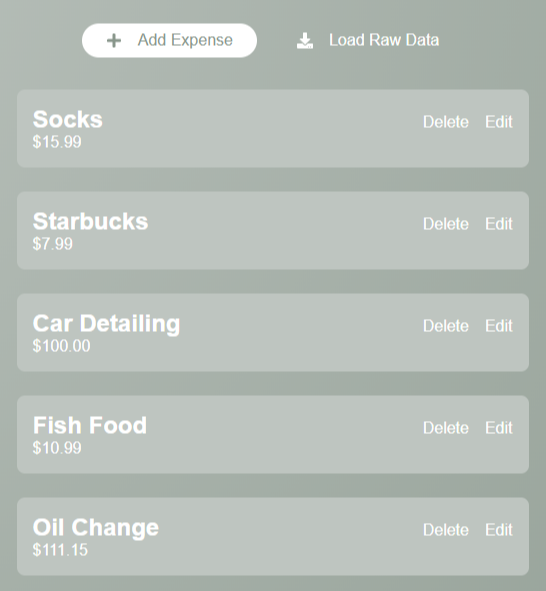 Add Expense Load Raw Data
Socks Delete Edit
$15.99
Starbucks Delete Edit
$7.99
Car Detailing Delete Edit
$100.00
Fish Food Delete Edit
$10.99
Oil Change Delete Edit
$111.15